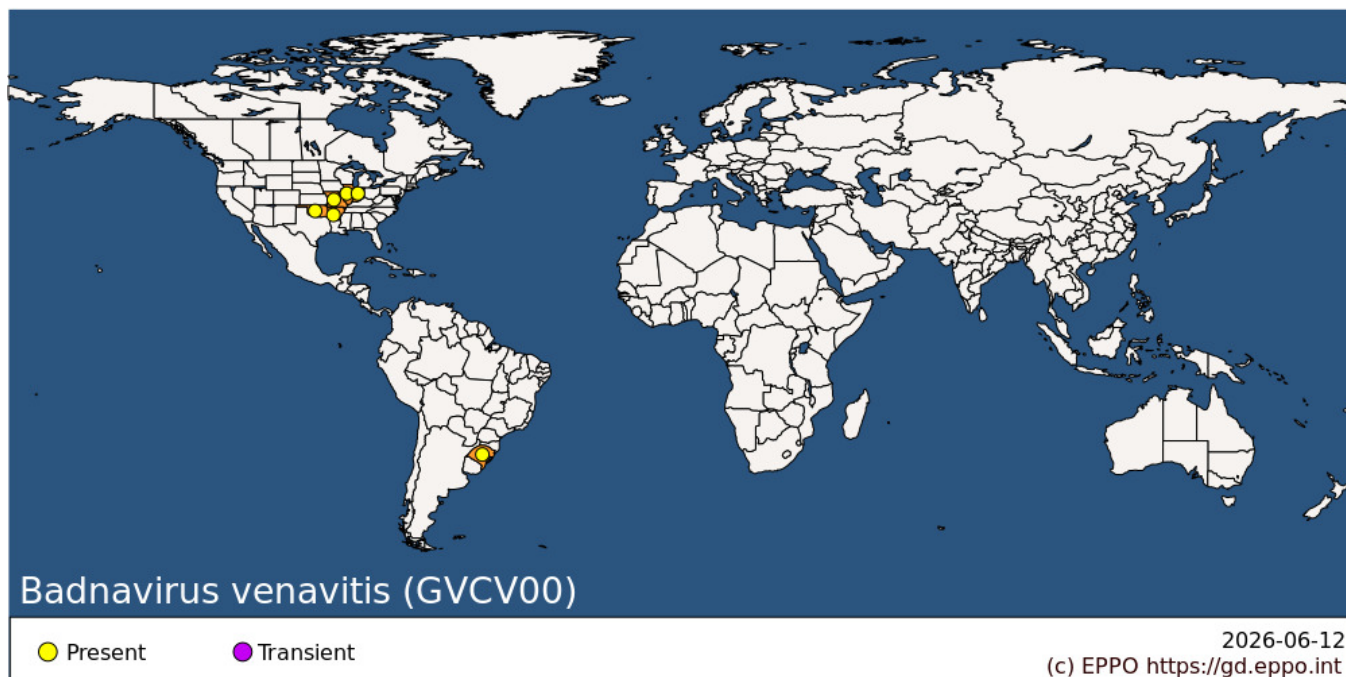 Badnavirus venavitis (GVCV00)
Present
Transient
2026-06-12
(c) EPPO https://gd.eppo.int